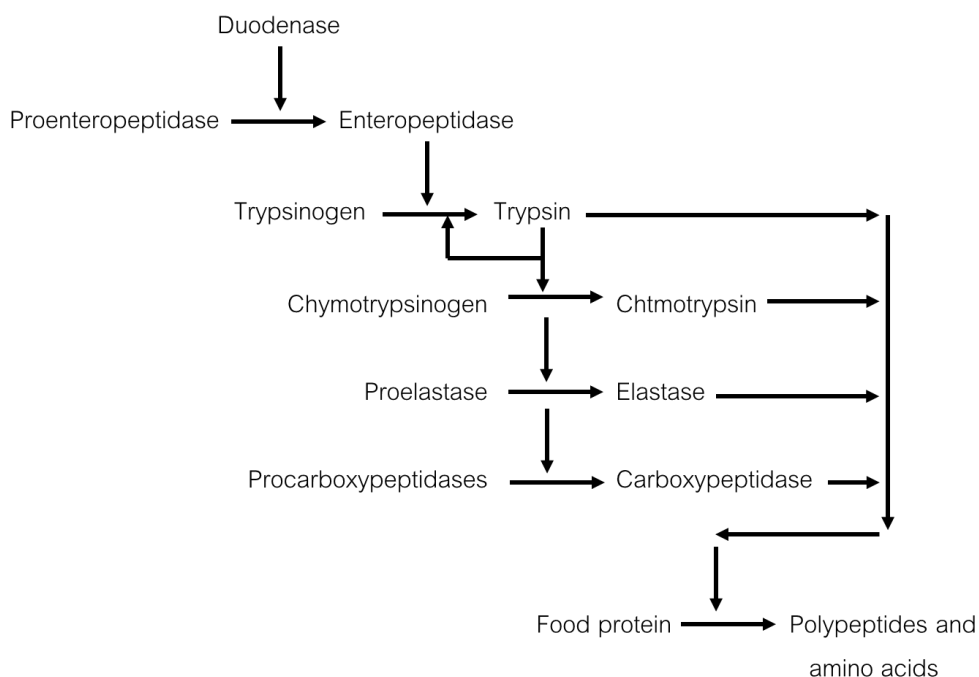 Duodenase
Proenteropeptidase
Enteropeptidase
Trypsinogen
Trypsin
Chymotrypsinogen
Chtmotrypsin
Proelastase
Elastase
Procarboxypeptidases
Carboxypeptidase
Food protein
Polypeptides and
amino acids